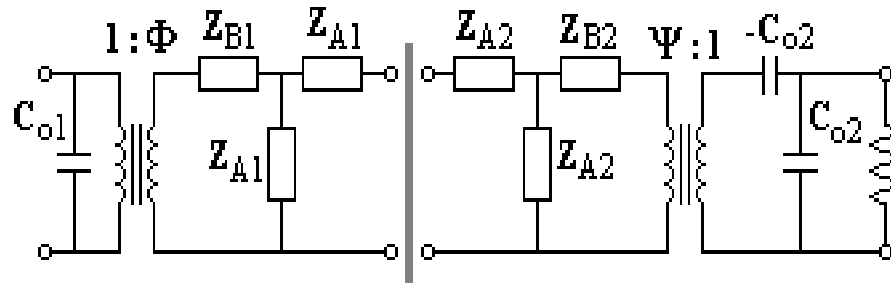 1:Φ
Z_B1
Z_A1
Z_A2
Z_B2
Ψ:1
-C_o2
C_o1
Z_A1
Z_A2
C_o2